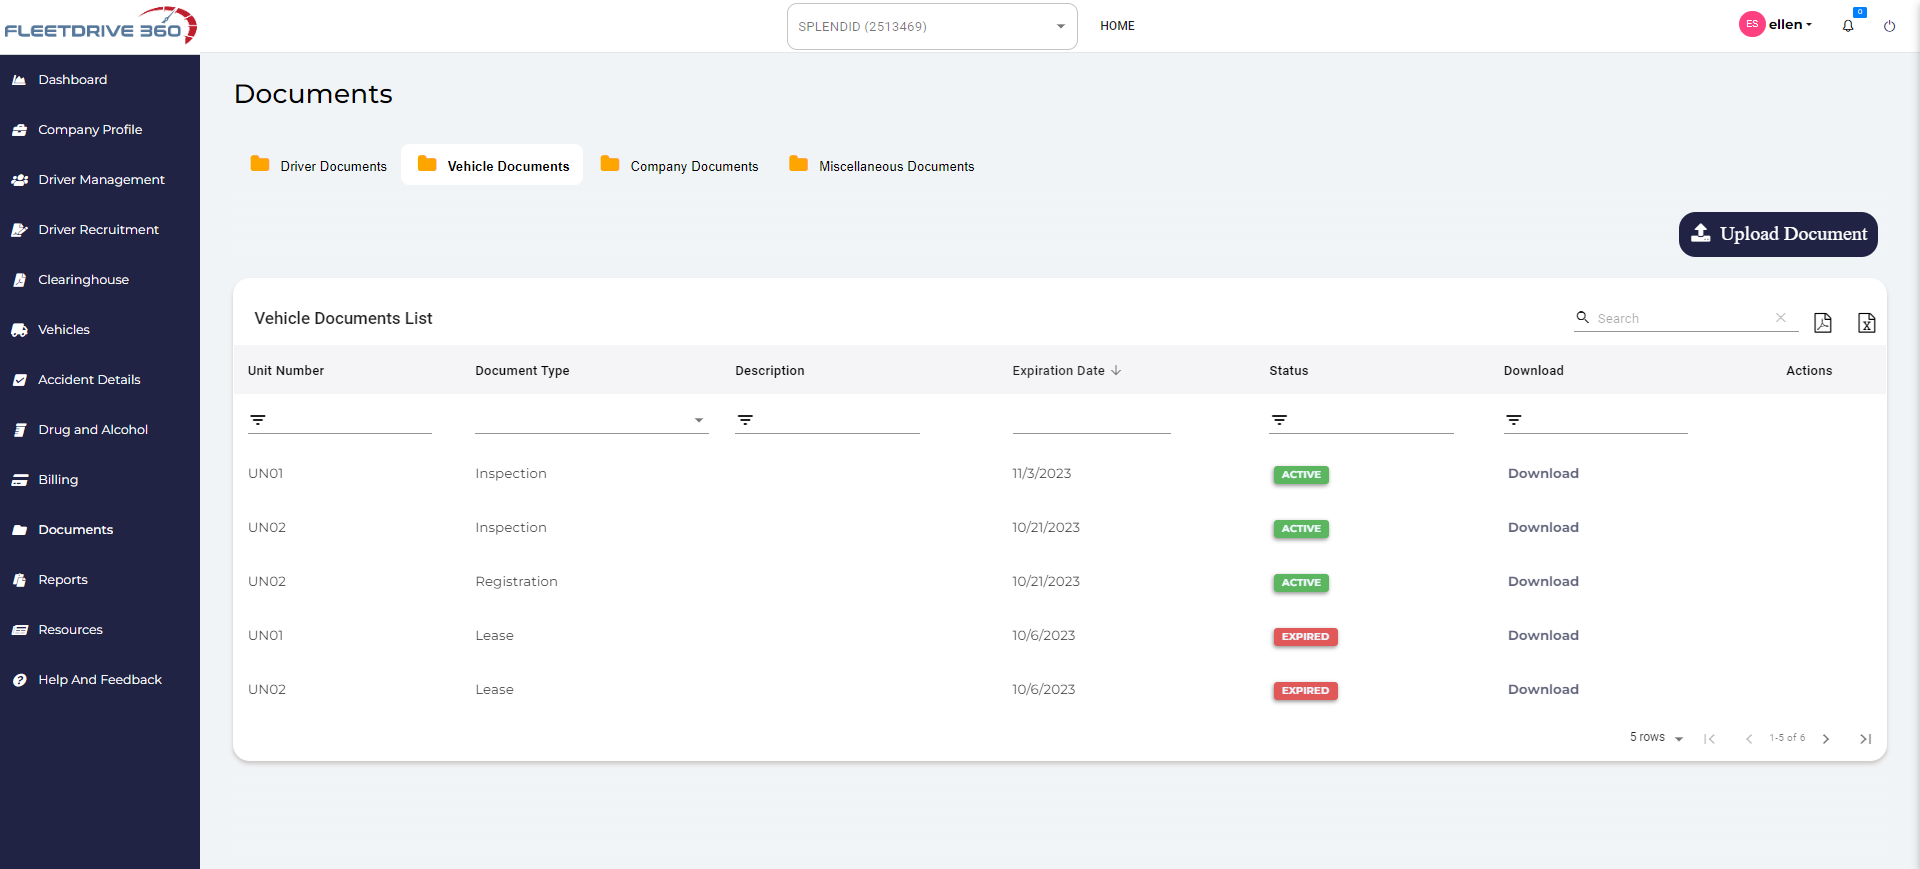 FLEETDRIVE 360
SPLENDID (2513469)
HOME
ES
ellen
0
Dashboard
Company Profile
Driver Management
Driver Recruitment
Clearinghouse
Vehicles
Accident Details
Drug and Alcohol
Billing
Documents
Reports
Resources
Help And Feedback
Documents
Driver Documents
Vehicle Documents
Company Documents
Miscellaneous Documents
Upload Document
Vehicle Documents List
Search
Unit Number Document Type Description Expiration Date Status Download Actions
UN01 Inspection 11/3/2023 ACTIVE Download
UN02 Inspection 10/21/2023 ACTIVE Download
UN02 Registration 10/21/2023 ACTIVE Download
UN01 Lease 10/6/2023 EXPIRED Download
UN02 Lease 10/6/2023 EXPIRED Download
5 rows 1-5 of 6